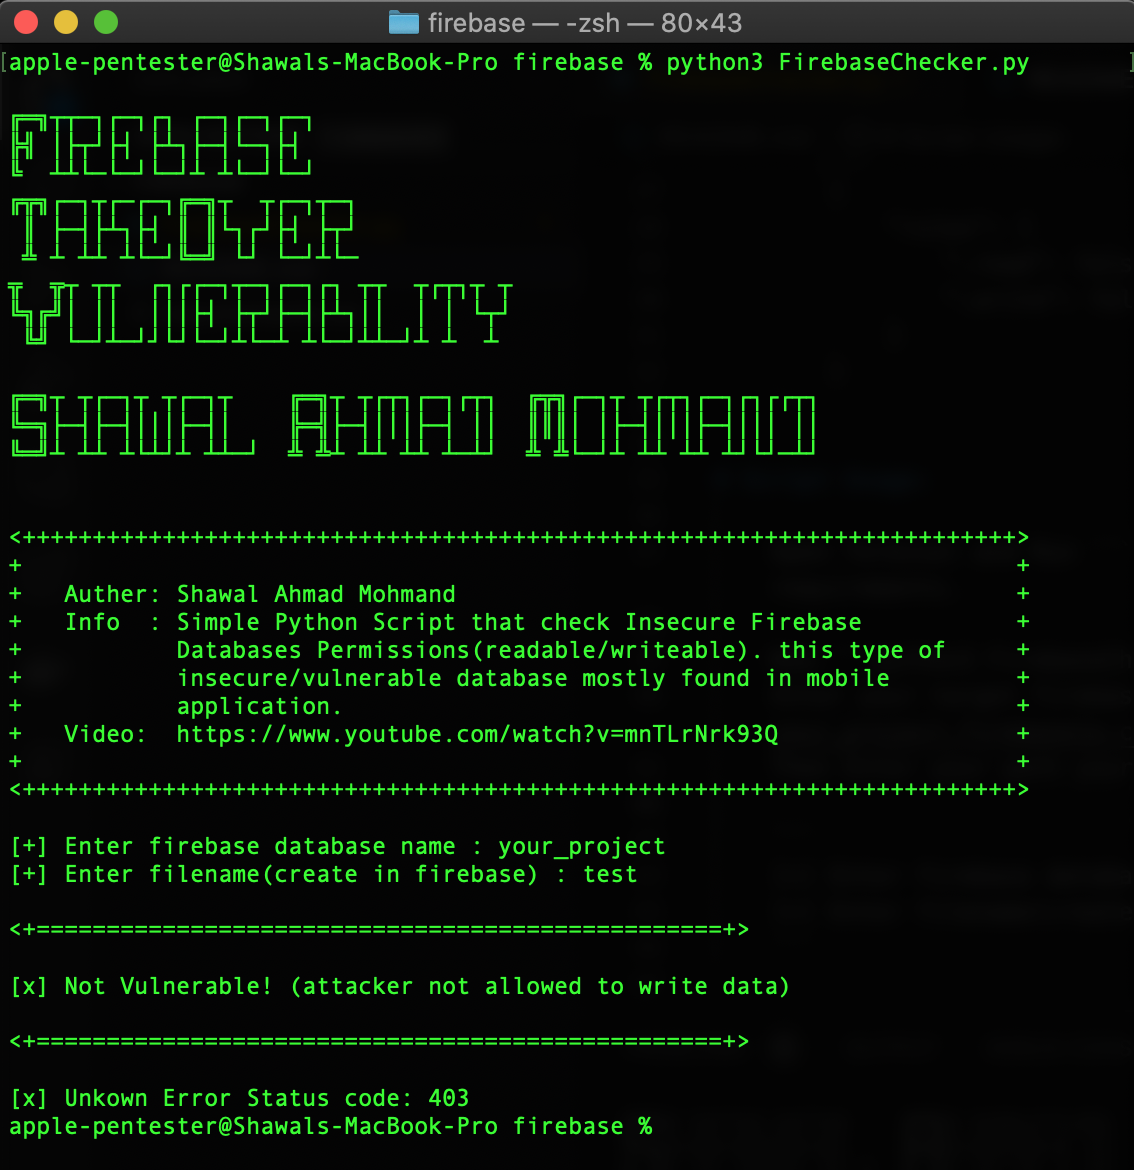 firebase — -zsh — 80×43
[apple-pentester@Shawals-MacBook-Pro firebase % python3 FirebaseChecker.py ]
FIREBASE
TAKEOVER
VULNERABILITY
SHAWAL AHMAD MOHMAND
<+++++++++++++++++++++++++++++++++++++++++++++++++++++++++++++++++++++++>
+ +
+ Auther: Shawal Ahmad Mohmand +
+ Info : Simple Python Script that check Insecure Firebase +
+ Databases Permissions(readable/writeable). this type of +
+ insecure/vulnerable database mostly found in mobile +
+ application. +
+ Video: https://www.youtube.com/watch?v=mnTLrNrk93Q +
+ +
<+++++++++++++++++++++++++++++++++++++++++++++++++++++++++++++++++++++++>
[+] Enter firebase database name : your_project
[+] Enter filename(create in firebase) : test
<+=================================================+>
[x] Not Vulnerable! (attacker not allowed to write data)
<+=================================================+>
[x] Unkown Error Status code: 403
apple-pentester@Shawals-MacBook-Pro firebase %